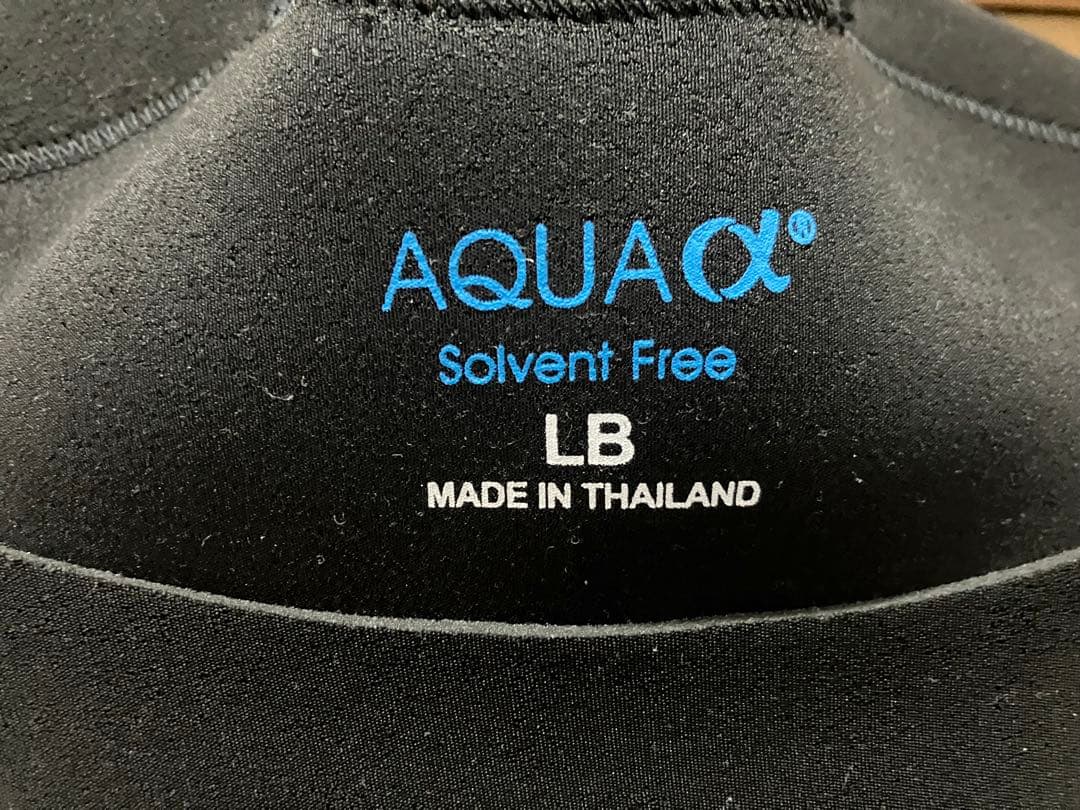 AQUAα®
Solvent Free
LB
MADE IN THAILAND